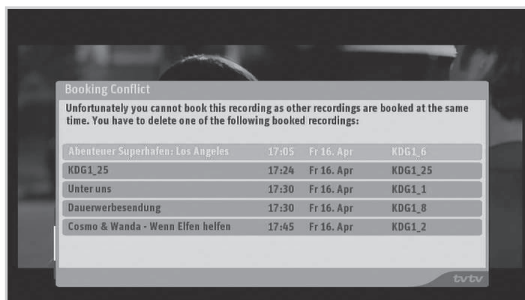 Booking Conflict
Unfortunately you cannot book this recording as other recordings are booked at the same
time. You have to delete one of the following booked recordings:
Abenteuer Superhafen: Los Angeles 17:05 Fr 16. Apr KDG1_6
KDG1_25 17:24 Fr 16. Apr KDG1_25
Unter uns 17:30 Fr 16. Apr KDG1_1
Dauerwerbesendung 17:30 Fr 16. Apr KDG1_8
Cosmo & Wanda - Wenn Elfen helfen 17:45 Fr 16. Apr KDG1_2
tvtv